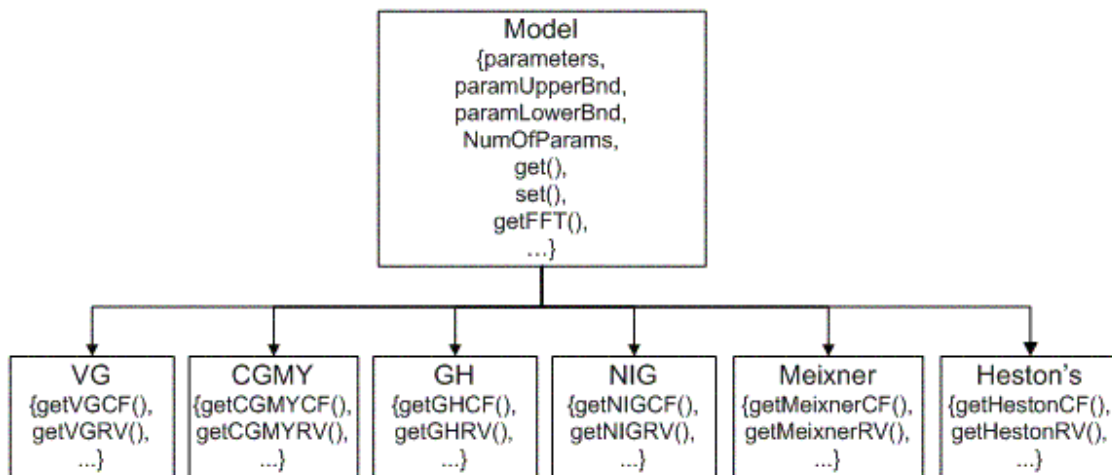 Model
{parameters,
paramUpperBnd,
paramLowerBnd,
NumOfParams,
get(),
set(),
getFFT(),
...}
VG
{getVGCF(),
getVGRV(),
...}
CGMY
{getCGMYCF(),
getCGMYRV(),
...}
GH
{getGHCF(),
getGHRV(),
...}
NIG
{getNIGCF(),
getNIGRV(),
...}
Meixner
{getMeixnerCF(),
getMeixnerRV(),
...}
Heston's
{getHestonCF(),
getHestonRV(),
...}